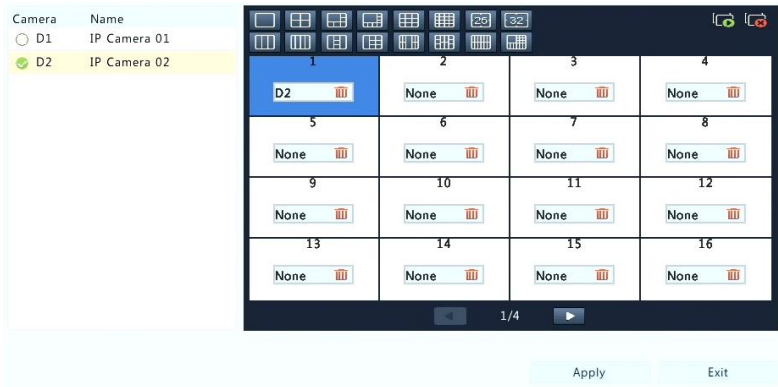 Camera Name
D1 IP Camera 01
D2 IP Camera 02
25 32
1 2 3 4
D2 None None None
5 6 7 8
None None None None
9 10 11 12
None None None None
13 14 15 16
None None None None
1/4
Apply Exit